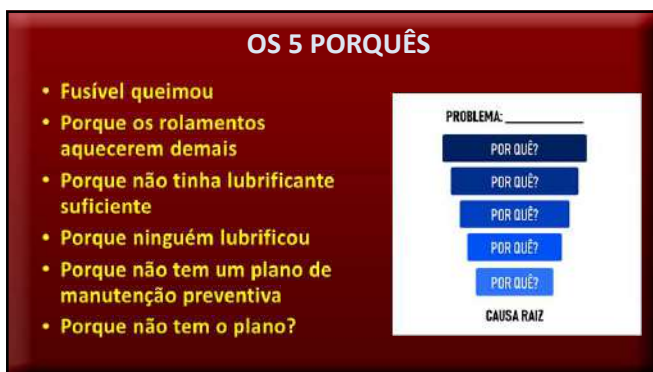 OS 5 PORQUÊS
• Fusível queimou
• Porque os rolamentos
aquecerem demais
• Porque não tinha lubrificante
suficiente
• Porque ninguém lubrificou
• Porque não tem um plano de
manutenção preventiva
• Porque não tem o plano?
PROBLEMA: ____________
POR QUÊ?
POR QUÊ?
POR QUÊ?
POR QUÊ?
POR QUÊ?
CAUSA RAIZ